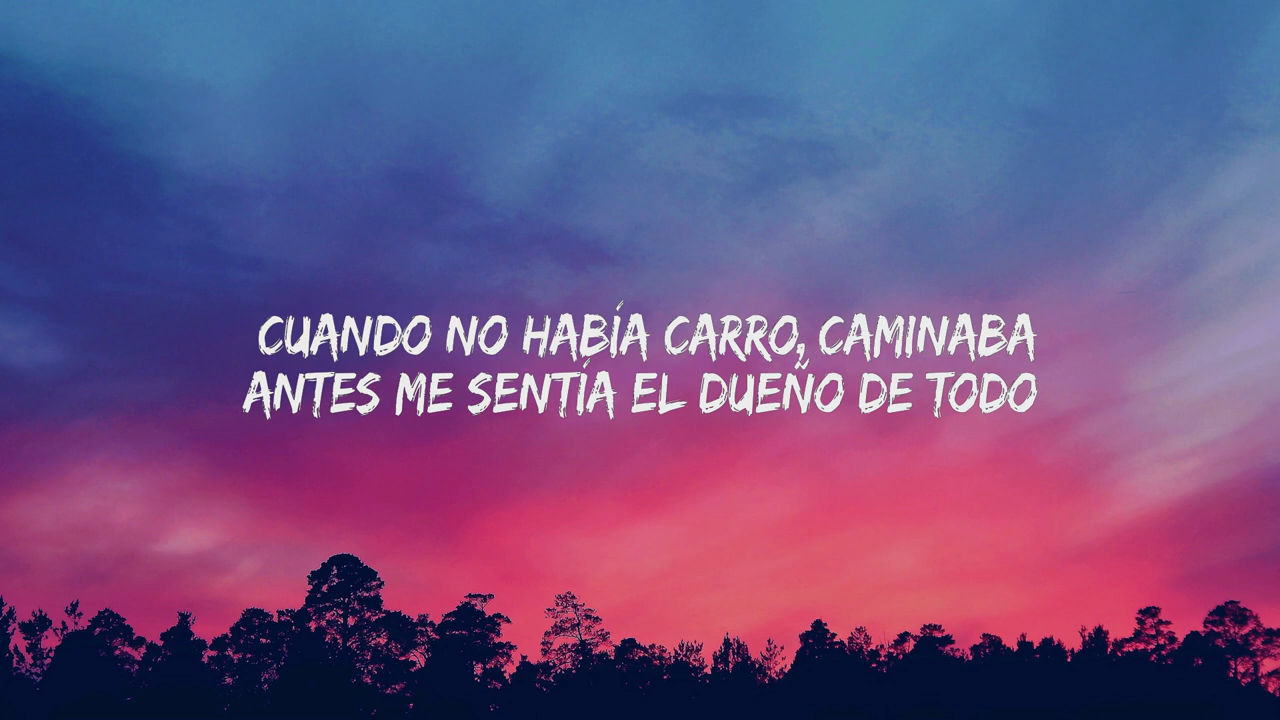 CUANDO NO HABÍA CARRO, CAMINABA
ANTES ME SENTÍA EL DUEÑO DE TODO